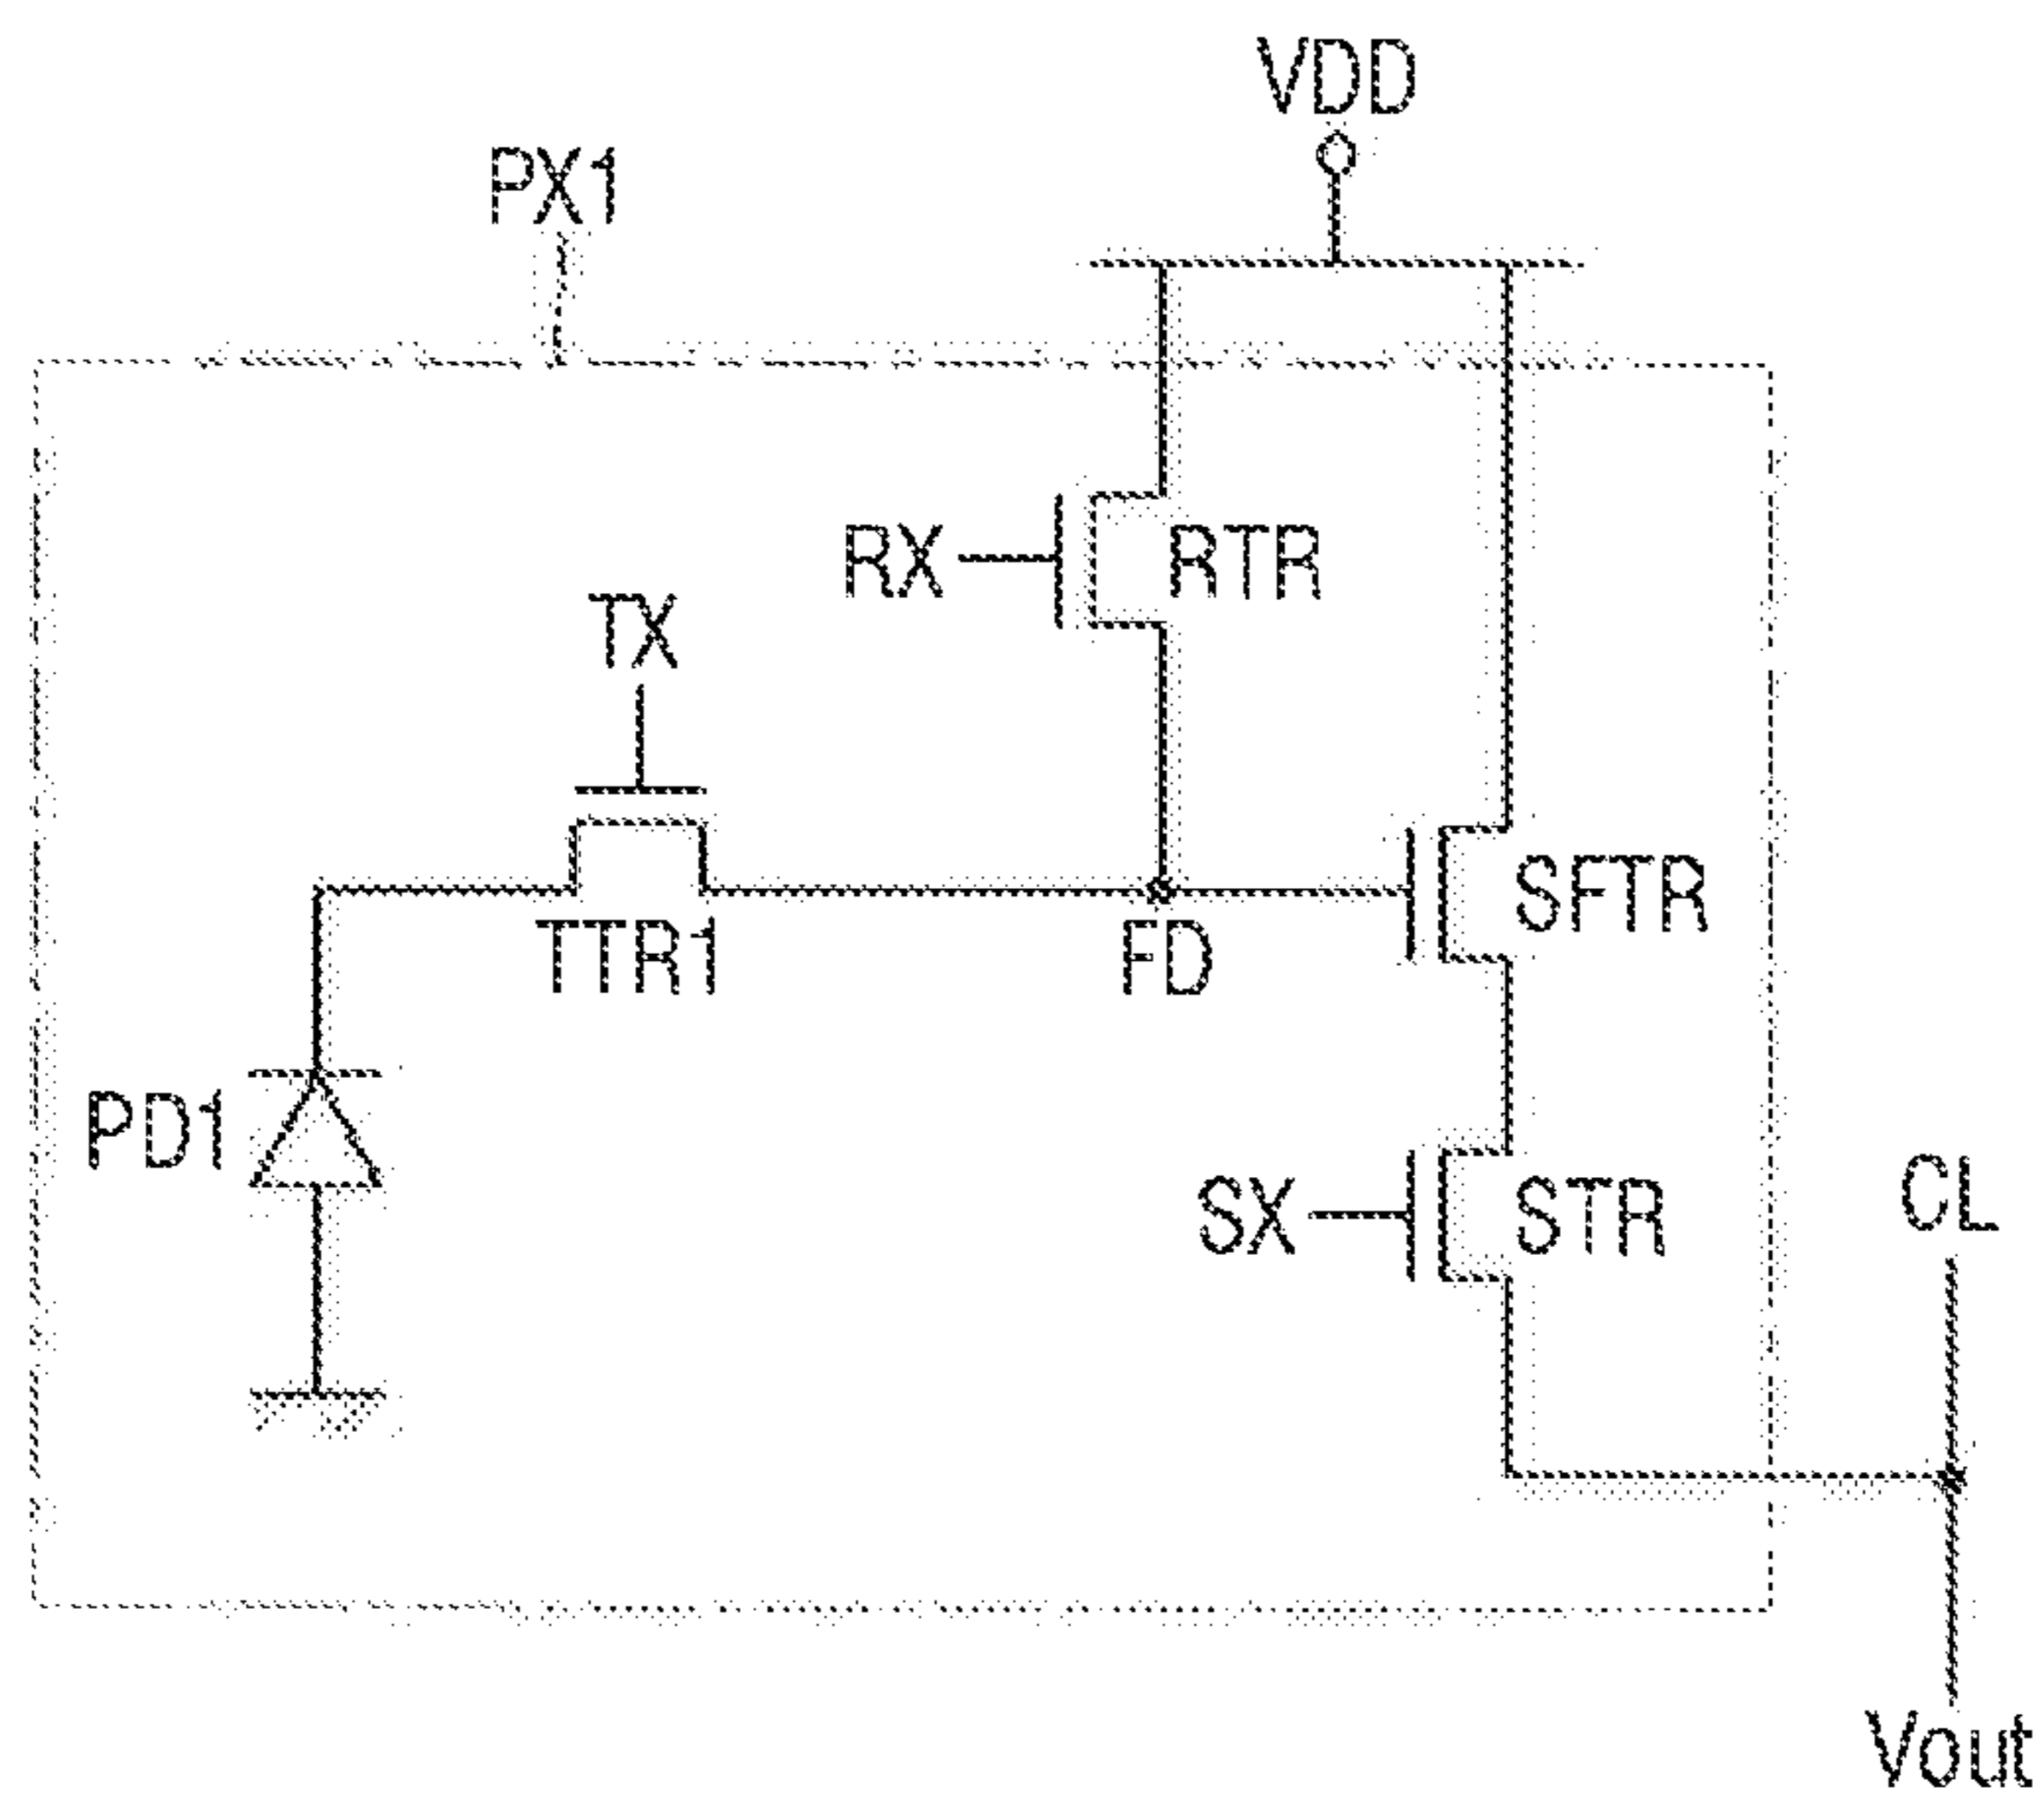 VDD
PX1
RX
RTR
TX
SFTR
TTR1
FD
PD1
SX
STR
CL
Vout